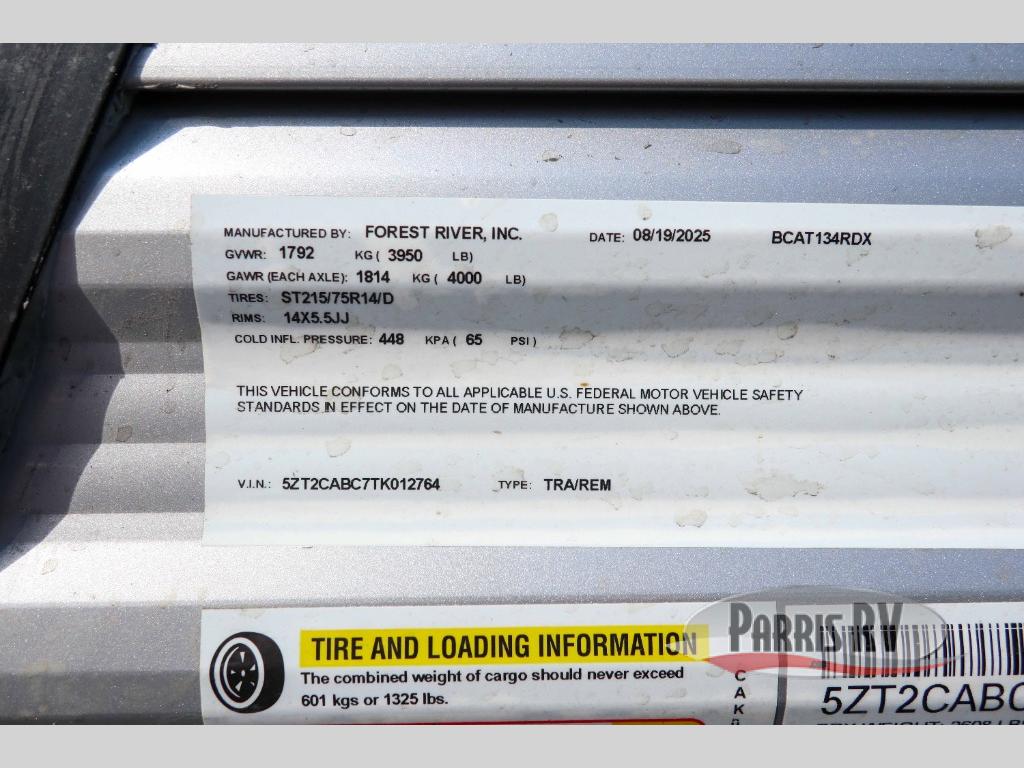 MANUFACTURED BY: FOREST RIVER, INC. DATE: 08/19/2025 BCAT134RDX
GVWR: 1792 KG ( 3950 LB)
GAWR (EACH AXLE): 1814 KG ( 4000 LB)
TIRES: ST215/75R14/D
RIMS: 14X5.5JJ
COLD INFL. PRESSURE: 448 KPA ( 65 PSI )
THIS VEHICLE CONFORMS TO ALL APPLICABLE U.S. FEDERAL MOTOR VEHICLE SAFETY
STANDARDS IN EFFECT ON THE DATE OF MANUFACTURE SHOWN ABOVE.
V.I.N.: 5ZT2CABC7TK012764 TYPE: TRA/REM
TIRE AND LOADING INFORMATION
The combined weight of cargo should never exceed
601 kgs or 1325 lbs.
PARRIS RV
CAK
5ZT2CABC